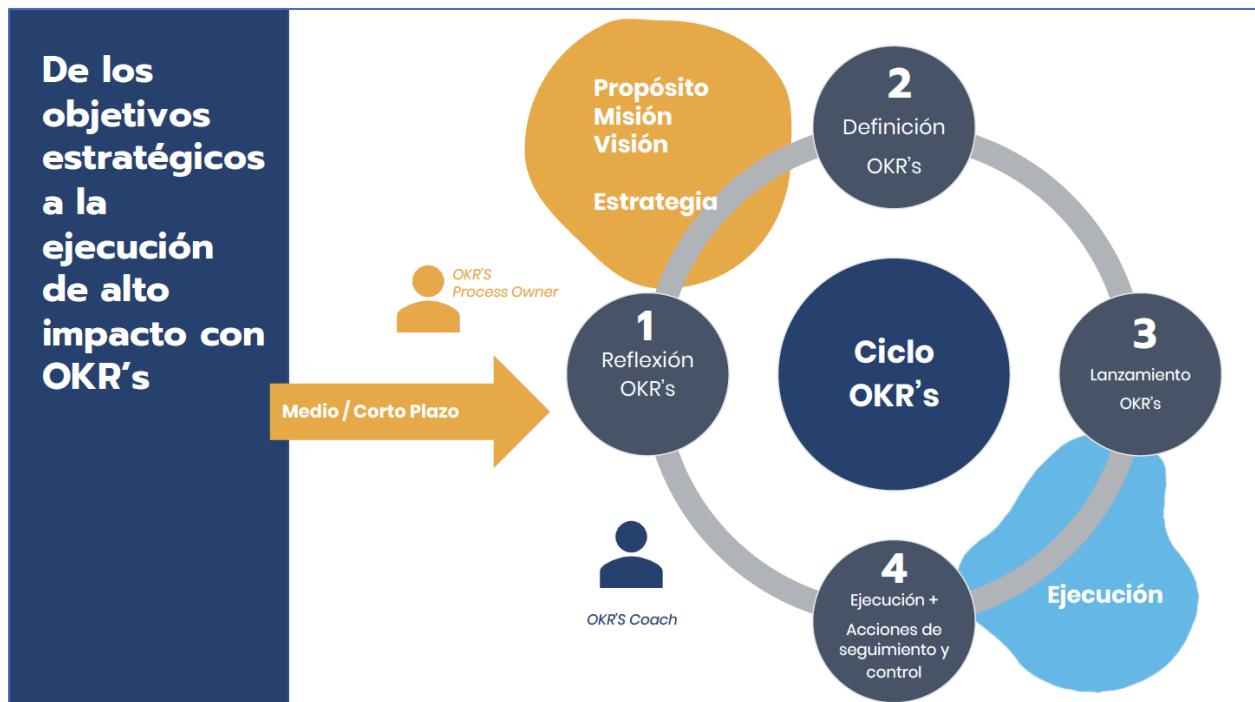 De los
objetivos
estratégicos
a la
ejecución
de alto
impacto con
OKR’s
Propósito
Misión
Visión
Estrategia
2
Definición
OKR’s
OKR'S
Process Owner
1
Reflexión
OKR’s
Ciclo
OKR’s
3
Lanzamiento
OKR’s
Medio / Corto Plazo
OKR'S Coach
4
Ejecución +
Acciones de
seguimiento y
control
Ejecución